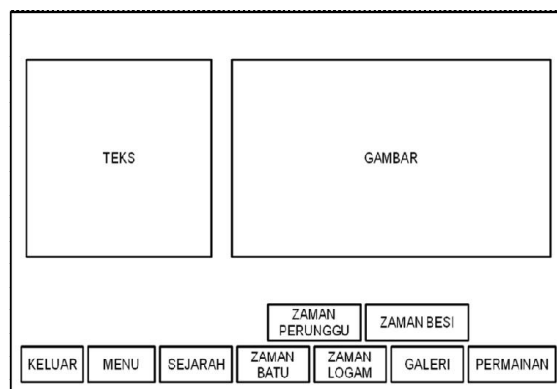 TEKS
GAMBAR
ZAMAN
PERUNGGU
ZAMAN BESI
KELUAR
MENU
SEJARAH
ZAMAN
BATU
ZAMAN
LOGAM
GALERI
PERMAINAN